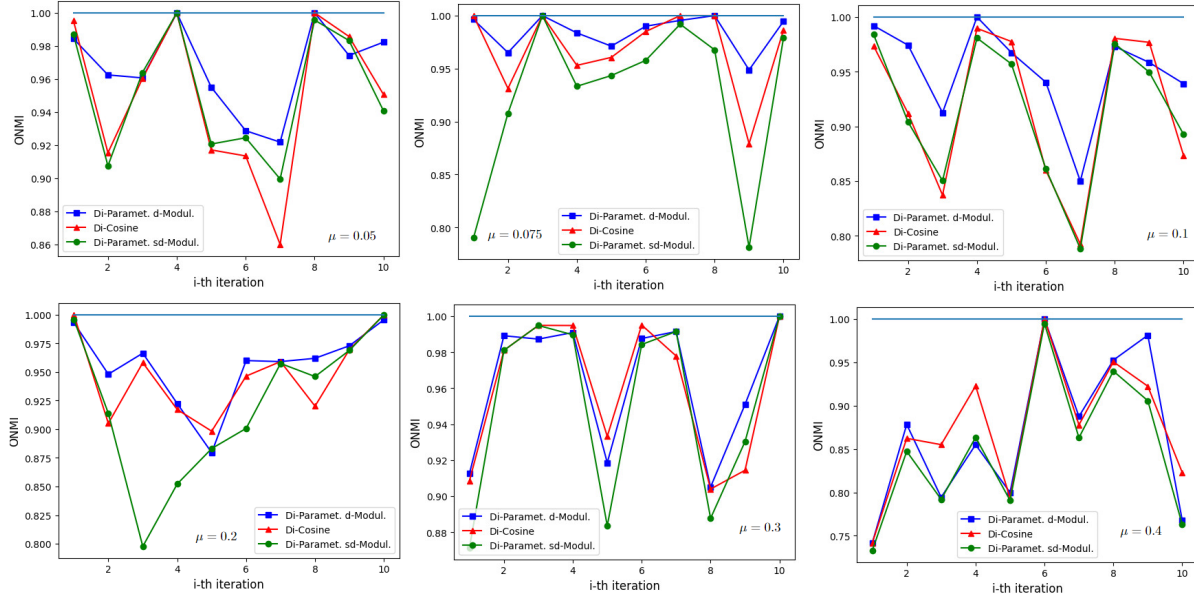 1.00
0.98
0.96
0.94
0.92
0.90
0.88
0.86
ONMI
Di-Paramet. d-Modul.
Di-Cosine
Di-Paramet. sd-Modul.
μ = 0.05
2 4 6 8 10
i-th iteration
1.00
0.95
0.90
0.85
0.80
ONMI
μ = 0.075
Di-Paramet. d-Modul.
Di-Cosine
Di-Paramet. sd-Modul.
2 4 6 8 10
i-th iteration
1.00
0.95
0.90
0.85
0.80
ONMI
Di-Paramet. d-Modul.
Di-Cosine
Di-Paramet. sd-Modul.
μ = 0.1
2 4 6 8 10
i-th iteration
1.000
0.975
0.950
0.925
0.900
0.875
0.850
0.825
0.800
ONMI
μ = 0.2
Di-Paramet. d-Modul.
Di-Cosine
Di-Paramet. sd-Modul.
2 4 6 8 10
i-th iteration
1.00
0.98
0.96
0.94
0.92
0.90
0.88
ONMI
Di-Paramet. d-Modul.
Di-Cosine
Di-Paramet. sd-Modul.
μ = 0.3
2 4 6 8 10
i-th iteration
1.00
0.95
0.90
0.85
0.80
0.75
ONMI
Di-Paramet. d-Modul.
Di-Cosine
Di-Paramet. sd-Modul.
μ = 0.4
2 4 6 8 10
i-th iteration